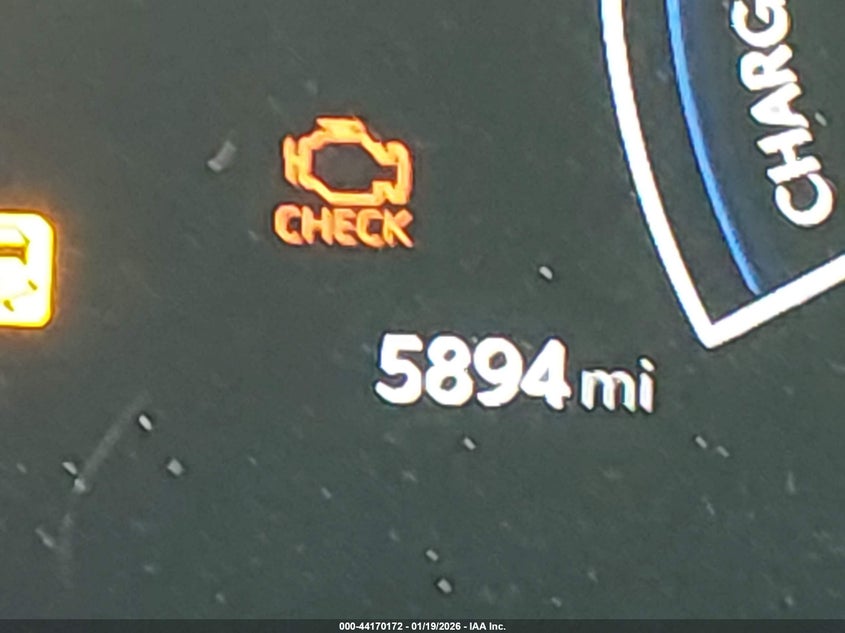 CHARG
CHECK
5894 mi
000-44170172 - 01/19/2026 - IAA Inc.